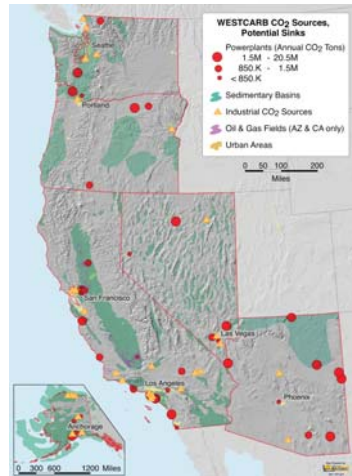 WESTCARB CO2 Sources,
Potential Sinks
Powerplants (Annual CO2 Tons)
1.5M - 20.5M
850.K - 1.5M
< 850.K
Sedimentary Basins
Industrial CO2 Sources
Oil & Gas Fields (AZ & CA only)
Urban Areas
0 50 100 200
Miles
Seattle
Portland
San Francisco
Las Vegas
Los Angeles
Phoenix
Anchorage
0 300 600 1200
Miles